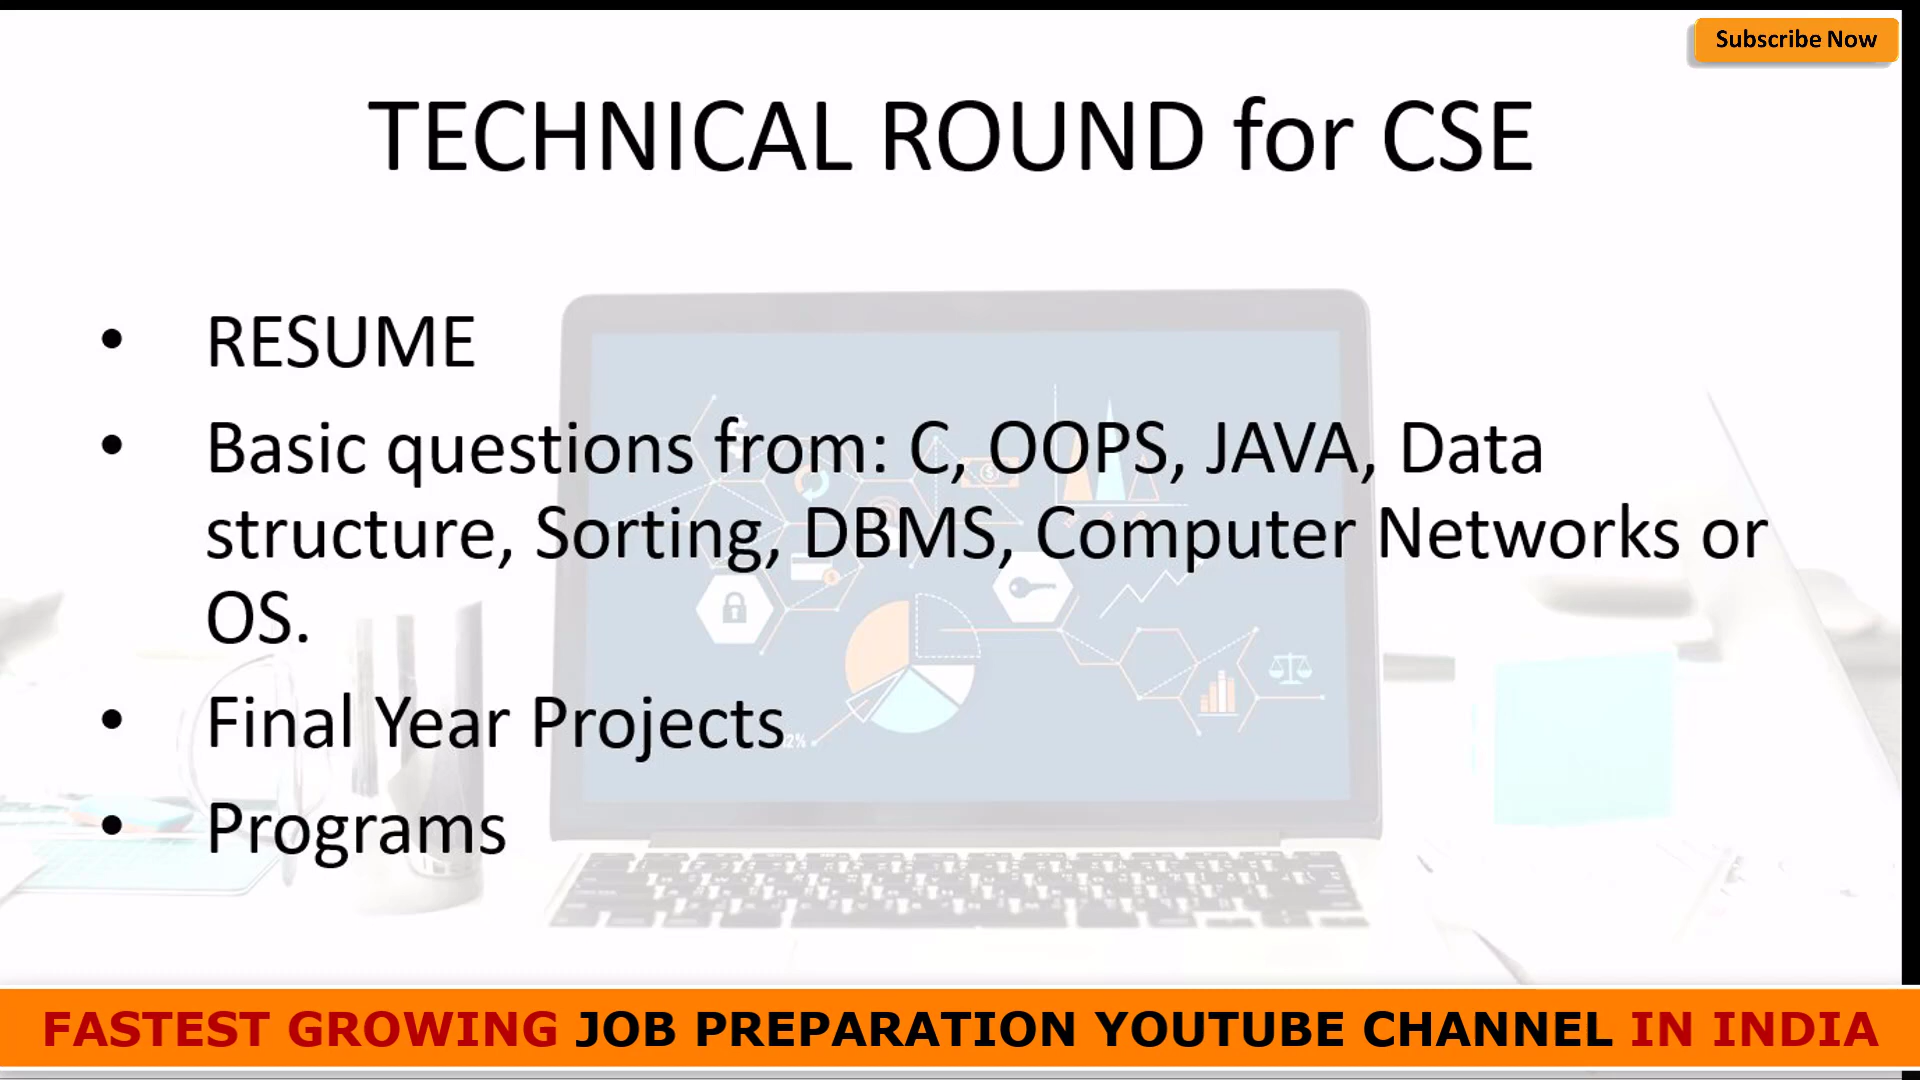 Subscribe Now
TECHNICAL ROUND for CSE
• RESUME
• Basic questions from: C, OOPS, JAVA, Data
structure, Sorting, DBMS, Computer Networks or
OS.
• Final Year Projects
• Programs
FASTEST GROWING JOB PREPARATION YOUTUBE CHANNEL IN INDIA